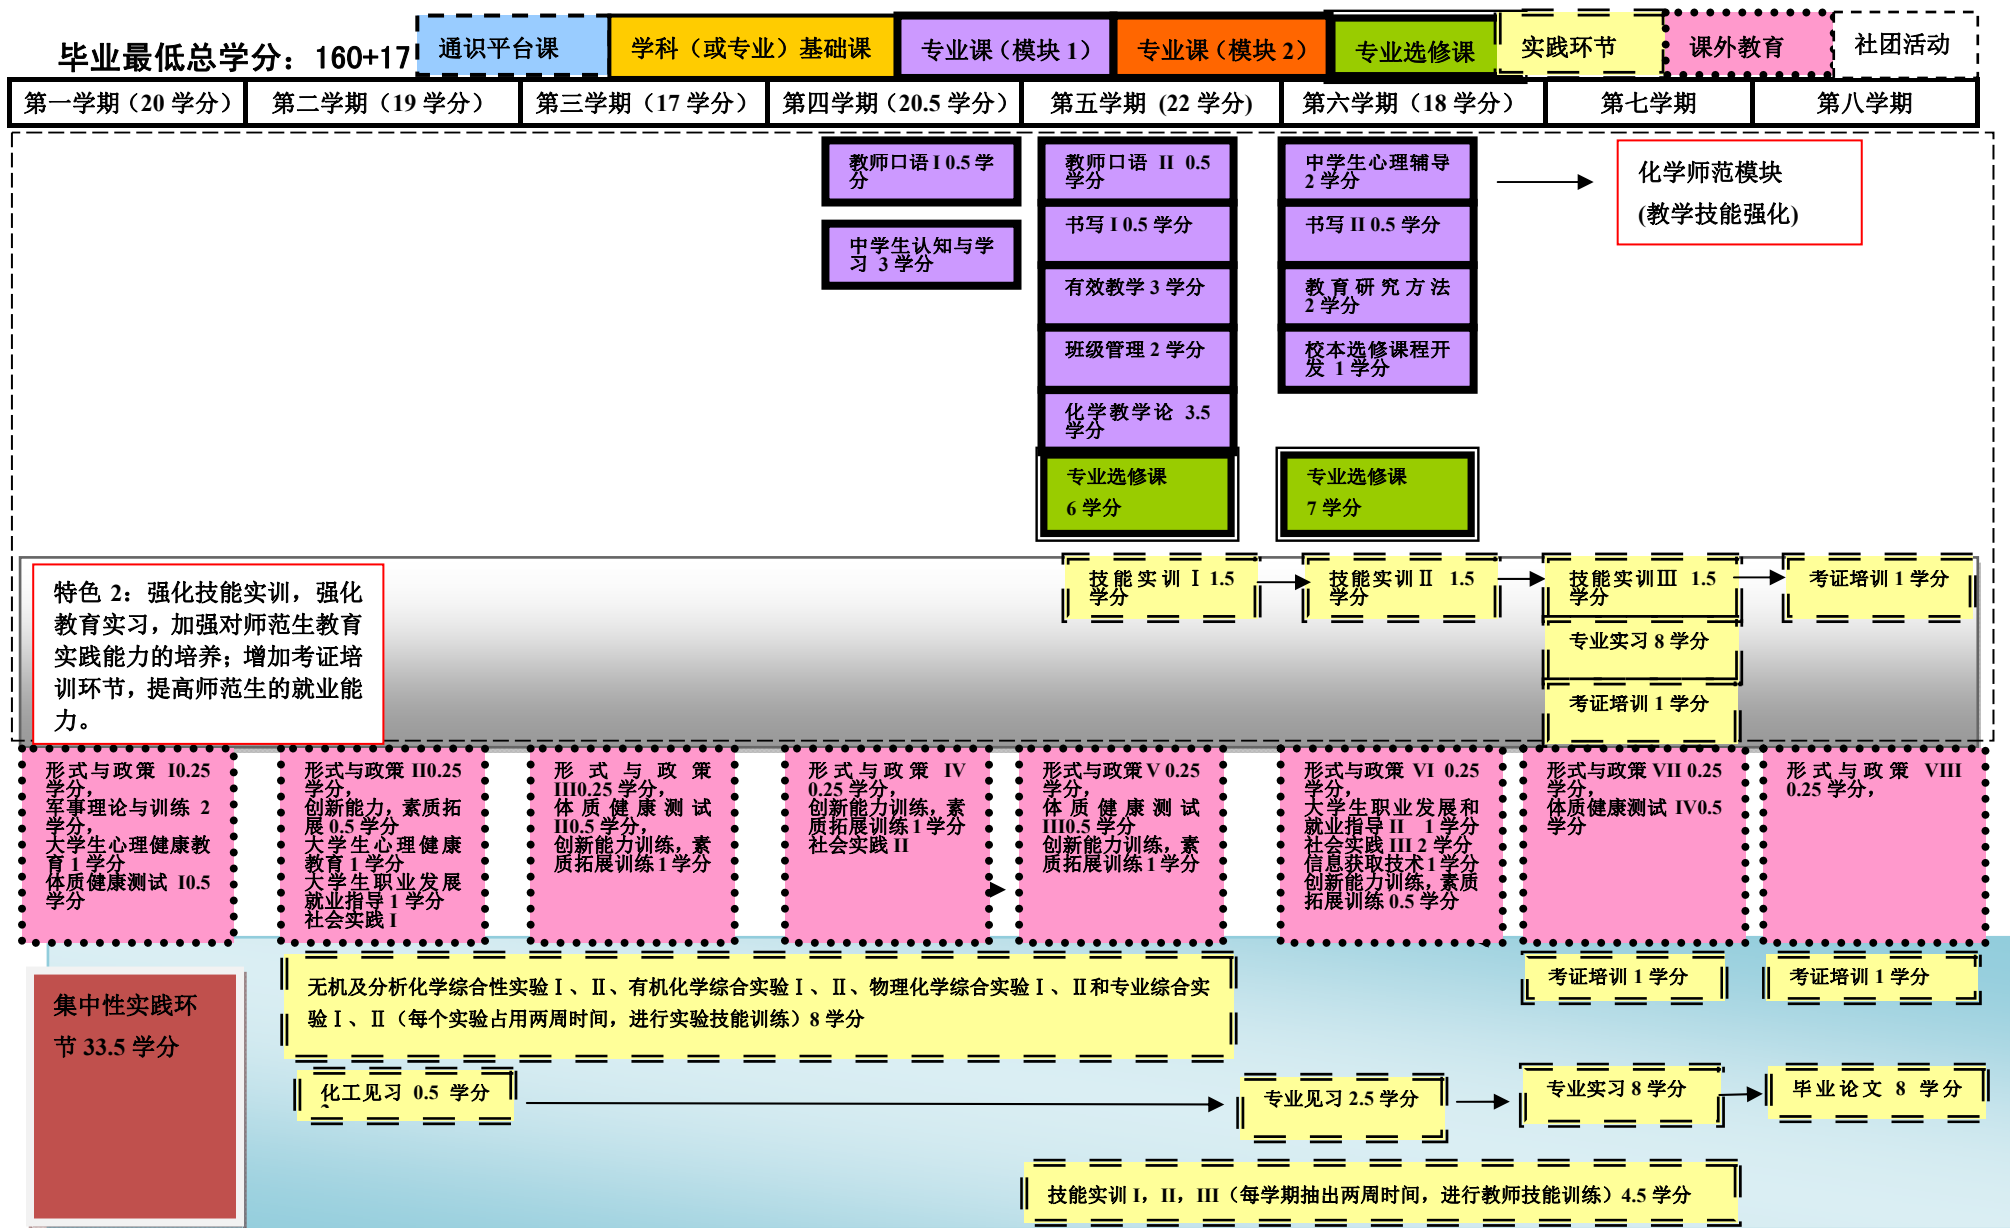 毕业最低总学分：160+17
通识平台课
学科（或专业）基础课
专业课（模块 1）
专业课（模块 2）
专业选修课
实践环节
课外教育
社团活动
第一学期（20 学分）
第二学期（19 学分）
第三学期（17 学分）
第四学期（20.5 学分）
第五学期 (22 学分)
第六学期（18 学分）
第七学期
第八学期
教师口语 I 0.5 学
分
中学生认知与学
习 3 学分
教师口语 II 0.5
学分
书写 I 0.5 学分
有效教学 3 学分
班级管理 2 学分
化学教学论 3.5
学分
专业选修课
6 学分
中学生心理辅导
2 学分
书写 II 0.5 学分
教育研究方法
2 学分
校本选修课程开
发 1 学分
专业选修课
7 学分
化学师范模块
(教学技能强化)
特色 2：强化技能实训，强化
教育实习，加强对师范生教育
实践能力的培养；增加考证培
训环节，提高师范生的就业能
力。
技能实训Ⅰ 1.5
学分
技能实训Ⅱ 1.5
学分
技能实训Ⅲ 1.5
学分
专业实习 8 学分
考证培训 1 学分
考证培训 1 学分
形式与政策 I0.25
学分，
军事理论与训练 2
学分，
大学生心理健康教
育 1 学分
体质健康测试 I0.5
学分
形式与政策 II0.25
学分，
创新能力，素质拓
展 0.5 学分
大学生心理健康
教育 1 学分
大学生职业发展
就业指导 1 学分
社会实践 I
形式与政策
III0.25 学分，
体质健康测试
II0.5 学分，
创新能力训练，素
质拓展训练 1 学分
形式与政策 IV
0.25 学分，
创新能力训练，素
质拓展训练 1 学分
社会实践 II
形式与政策 V 0.25
学分，
体质健康测试
III0.5 学分
创新能力训练，素
质拓展训练 1 学分
形式与政策 VI 0.25
学分，
大学生职业发展和
就业指导 II 1 学分
社会实践 III 2 学分
信息获取技术 1 学分
创新能力训练，素质
拓展训练 0.5 学分
形式与政策 VII 0.25
学分，
体质健康测试 IV0.5
学分
形式与政策 VIII
0.25 学分，
集中性实践环
节 33.5 学分
无机及分析化学综合性实验Ⅰ、Ⅱ、有机化学综合实验Ⅰ、Ⅱ、物理化学综合实验Ⅰ、Ⅱ和专业综合实
验Ⅰ、Ⅱ（每个实验占用两周时间，进行实验技能训练）8 学分
考证培训 1 学分
考证培训 1 学分
化工见习 0.5 学分
专业见习 2.5 学分
专业实习 8 学分
毕业论文 8 学分
技能实训 I，II，III（每学期抽出两周时间，进行教师技能训练）4.5 学分